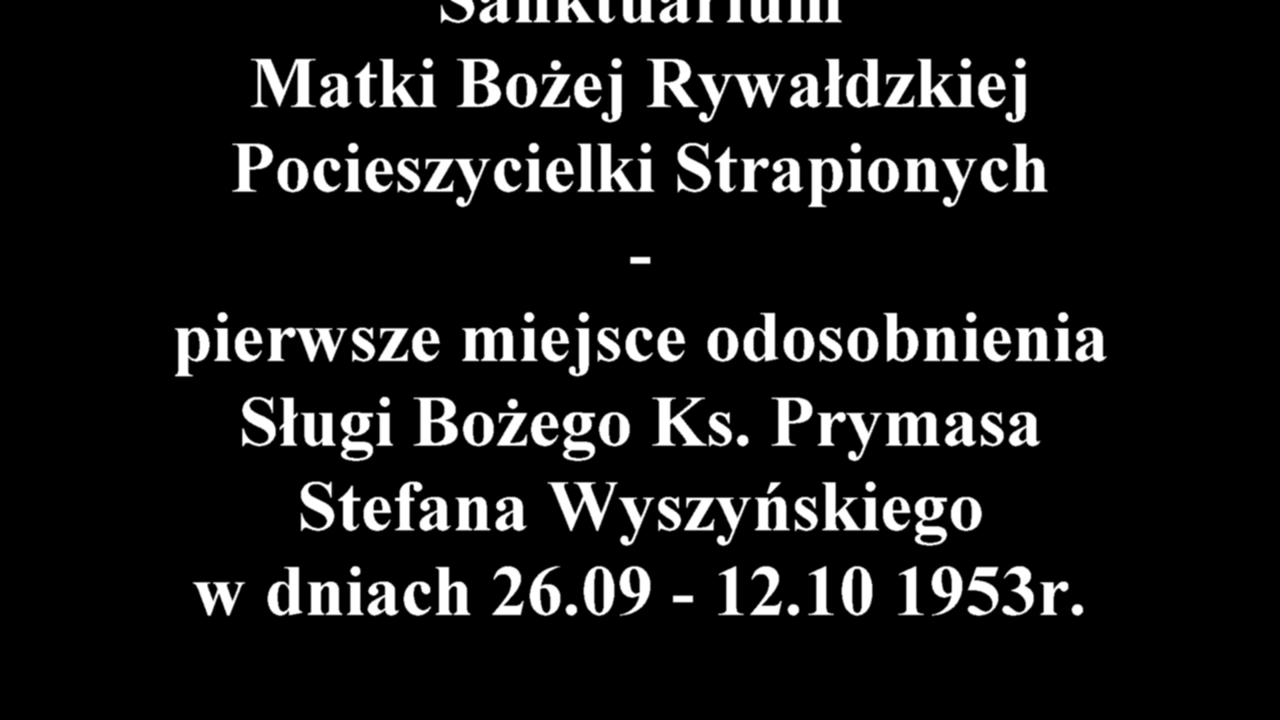 Sanktuarium
Matki Bożej Rywałdzkiej
Pocieszycielki Strapionych
-
pierwsze miejsce odosobnienia
Sługi Bożego Ks. Prymasa
Stefana Wyszyńskiego
w dniach 26.09 - 12.10 1953r.